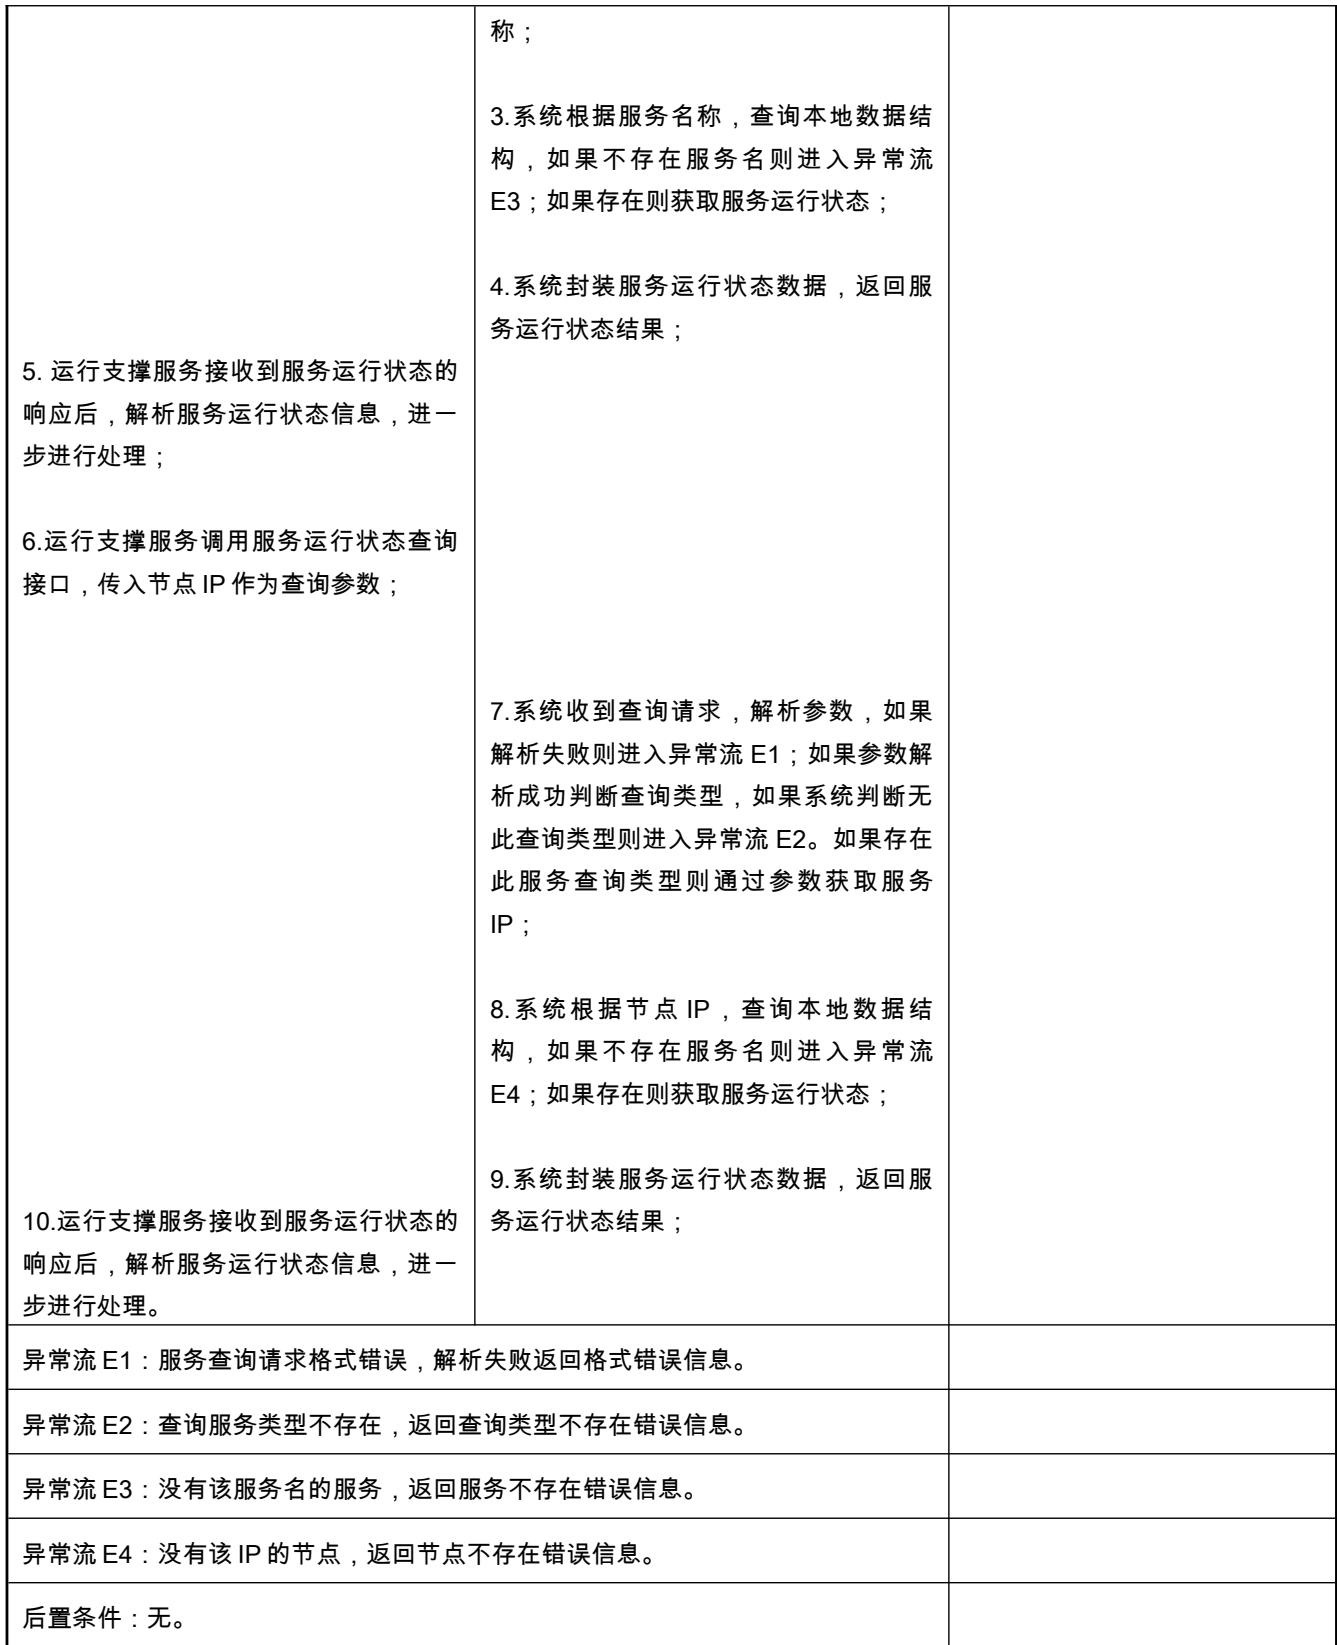 称；
3.系统根据服务名称，查询本地数据结
构，如果不存在服务名则进入异常流
E3；如果存在则获取服务运行状态；
4.系统封装服务运行状态数据，返回服
务运行状态结果；
5. 运行支撑服务接收到服务运行状态的
响应后，解析服务运行状态信息，进一
步进行处理；
6.运行支撑服务调用服务运行状态查询
接口，传入节点 IP 作为查询参数；
7.系统收到查询请求，解析参数，如果
解析失败则进入异常流 E1；如果参数解
析成功判断查询类型，如果系统判断无
此查询类型则进入异常流 E2。如果存在
此服务查询类型则通过参数获取服务
IP；
8.系统根据节点 IP，查询本地数据结
构，如果不存在服务名则进入异常流
E4；如果存在则获取服务运行状态；
9.系统封装服务运行状态数据，返回服
务运行状态结果；
10.运行支撑服务接收到服务运行状态的
响应后，解析服务运行状态信息，进一
步进行处理。
异常流 E1：服务查询请求格式错误，解析失败返回格式错误信息。
异常流 E2：查询服务类型不存在，返回查询类型不存在错误信息。
异常流 E3：没有该服务名的服务，返回服务不存在错误信息。
异常流 E4：没有该 IP 的节点，返回节点不存在错误信息。
后置条件：无。